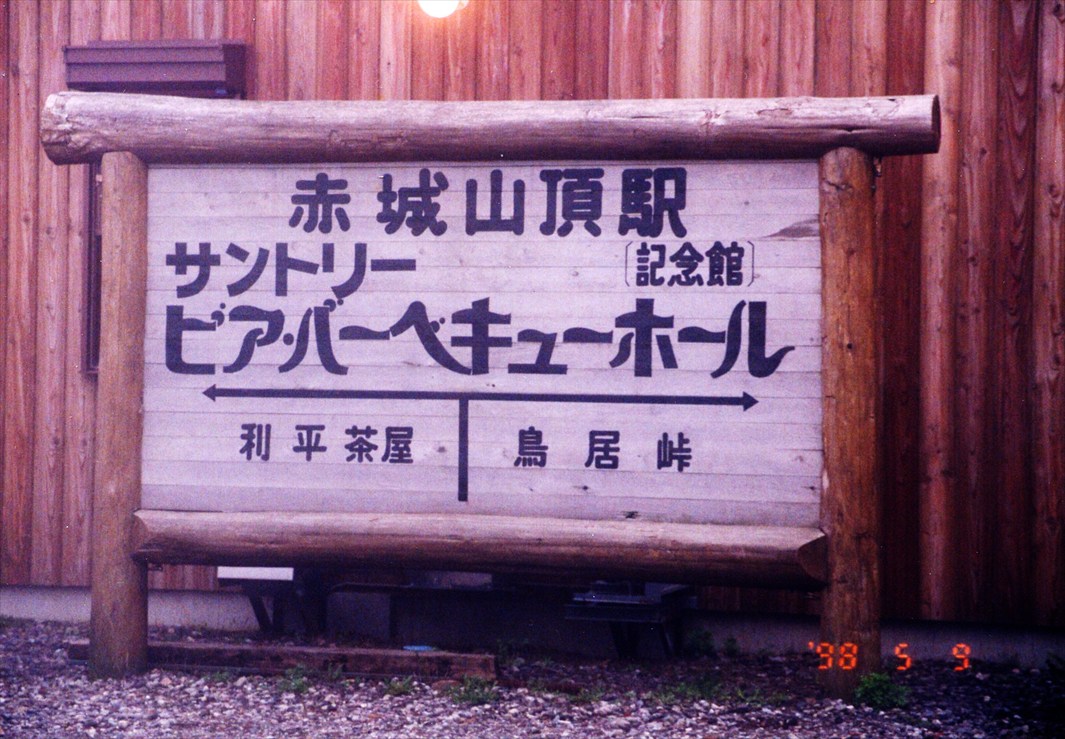 赤城山頂駅
サントリー 〔記念館〕
ビア・バーベキューホール
利平茶屋 鳥居峠
'98 5 9